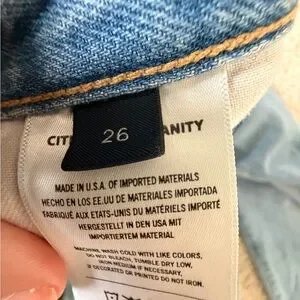 CIT ANITY
26
MADE IN U.S.A. OF IMPORTED MATERIALS
HECHO EN LOS EE.UU DE MATERIALES IMPORTADA
FABRIQUÉ AUX ETATS-UNIS DU MATÉRIEL IMPORTÉ
HERGESTELLT IN DEN USA MIT
IMPORTIERTEM MATERIAL
MACHINE WASH COLD WITH LIKE COLORS,
DO NOT BLEACH, TUMBLE DRY LOW,
IRON MEDIUM IF NECESSARY,
IF DECORATED OR PRINTED DO NOT IRON.